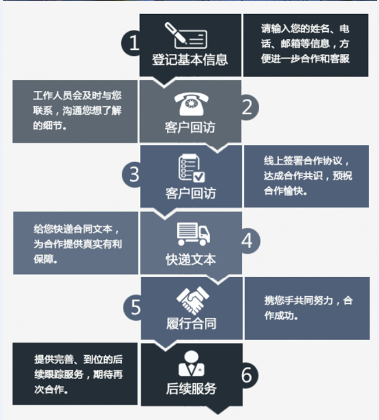 1
登记基本信息
请输入您的姓名、电
话、邮箱等信息，方
便进一步合作和客服
工作人员会及时与您
联系，沟通您想了解
的细节。
客户回访
2
3
客户回访
线上签署合作协议，
达成合作共识，预祝
合作愉快。
给您快递合同文本，
为合作提供真实有利
保障。
快递文本
4
5
履行合同
携您手共同努力，合
作成功。
提供完善、到位的后
续跟踪服务，期待再
次合作。
后续服务
6